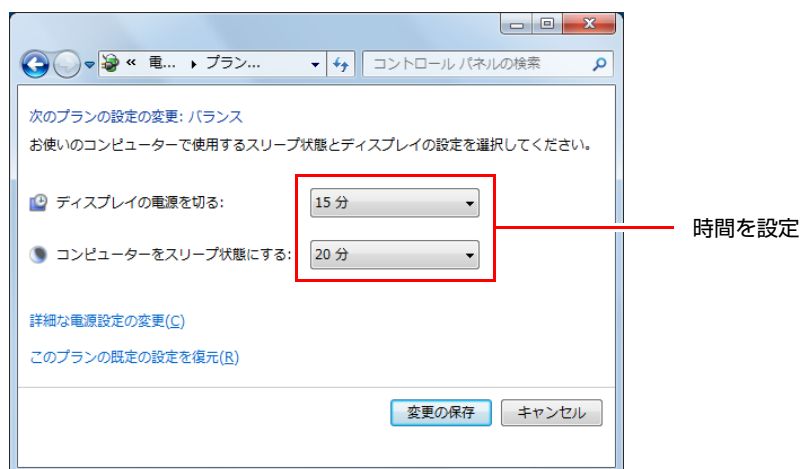 « 電... ▸ プラン...
コントロール パネルの検索
次のプランの設定の変更: バランス
お使いのコンピューターで使用するスリープ状態とディスプレイの設定を選択してください。
ディスプレイの電源を切る:
15 分
時間を設定
コンピューターをスリープ状態にする:
20 分
詳細な電源設定の変更(C)
このプランの既定の設定を復元(R)
変更の保存
キャンセル